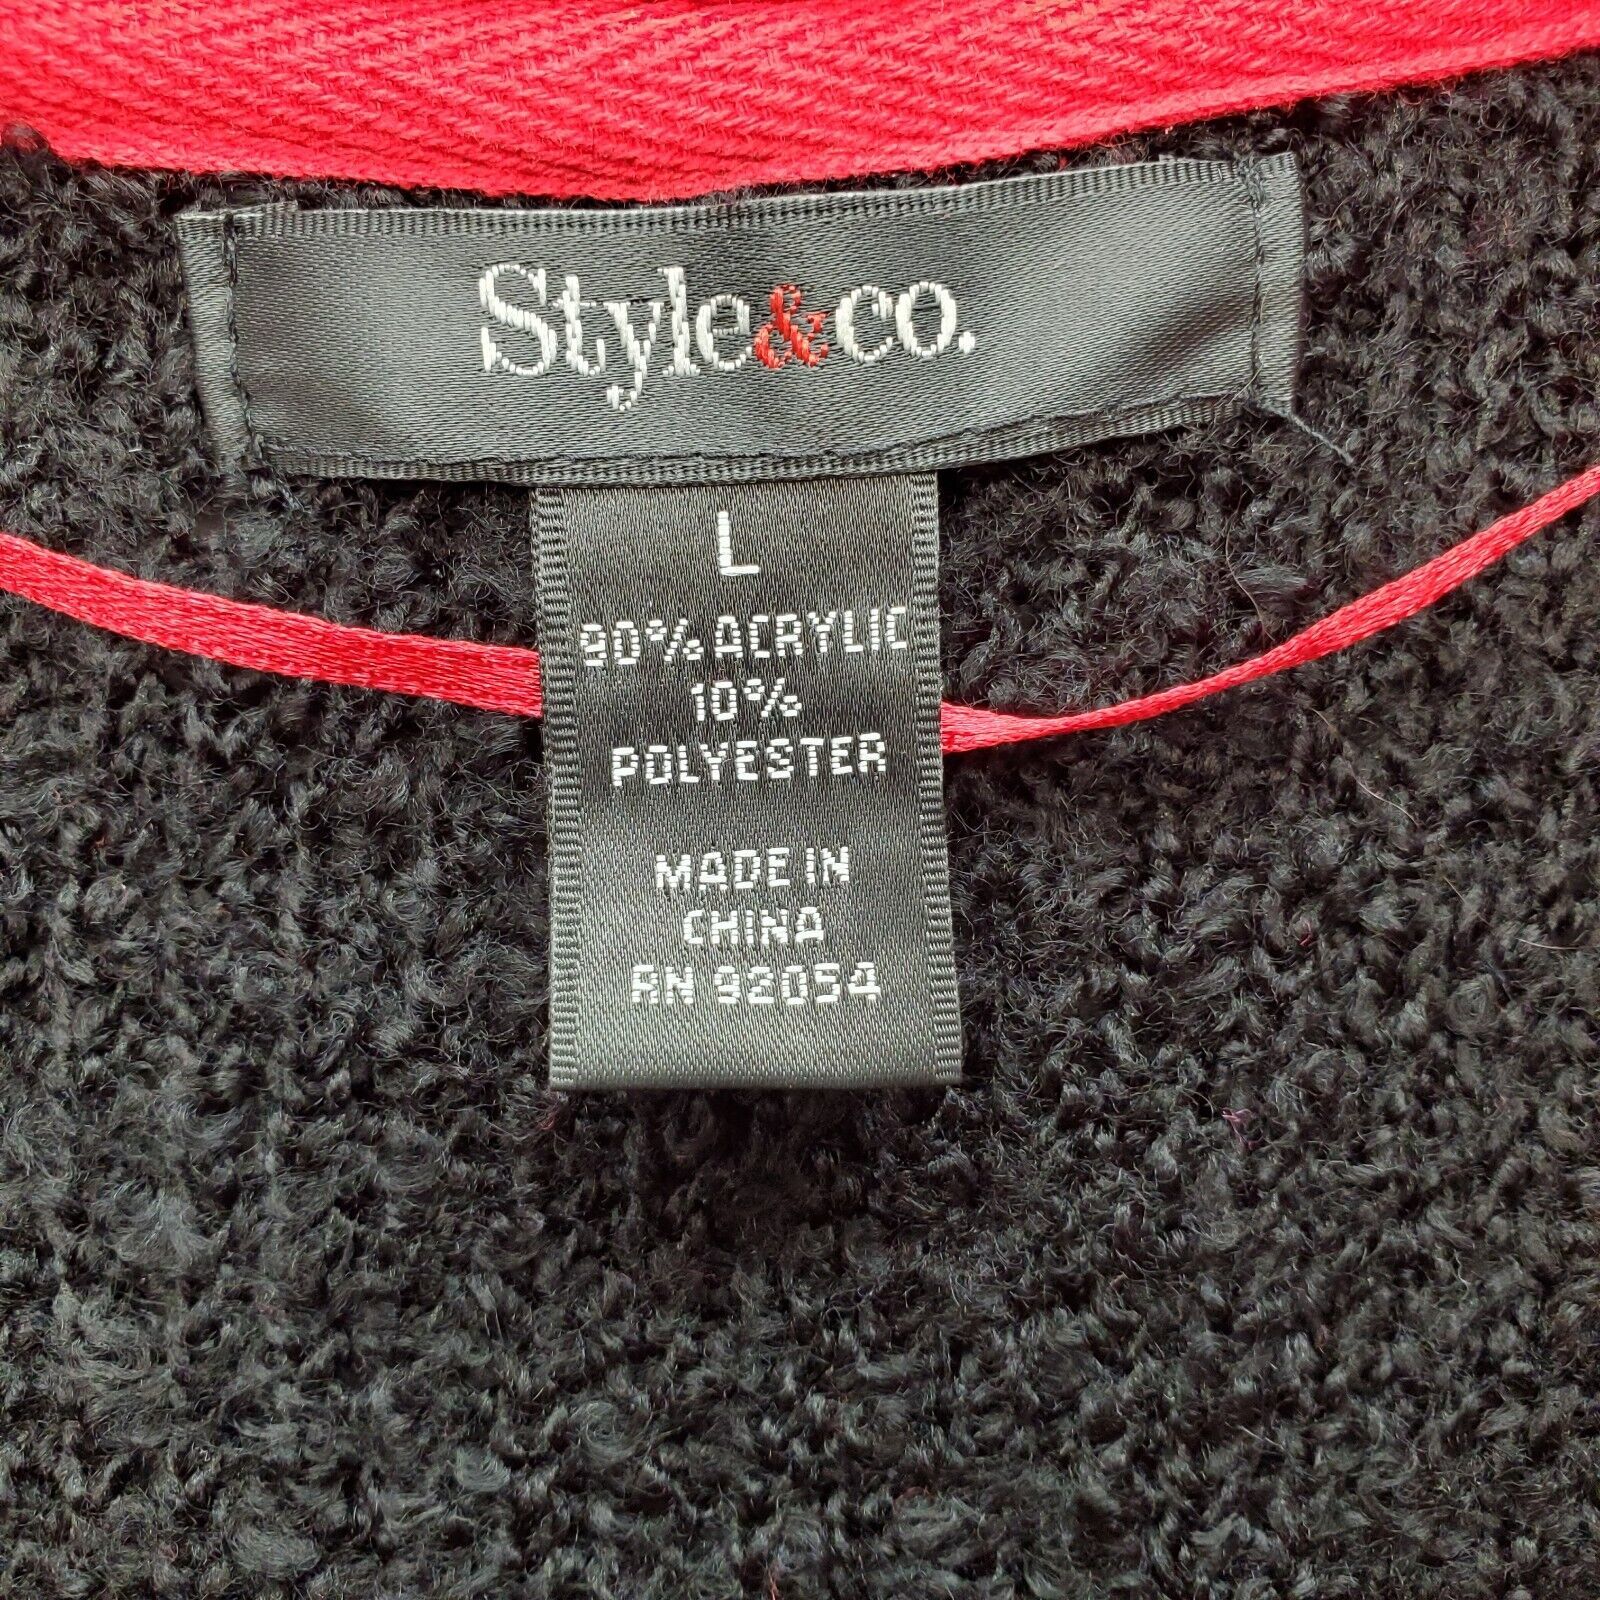 Style&co.
L
90% ACRYLIC
10%
POLYESTER
MADE IN
CHINA
RN 92054